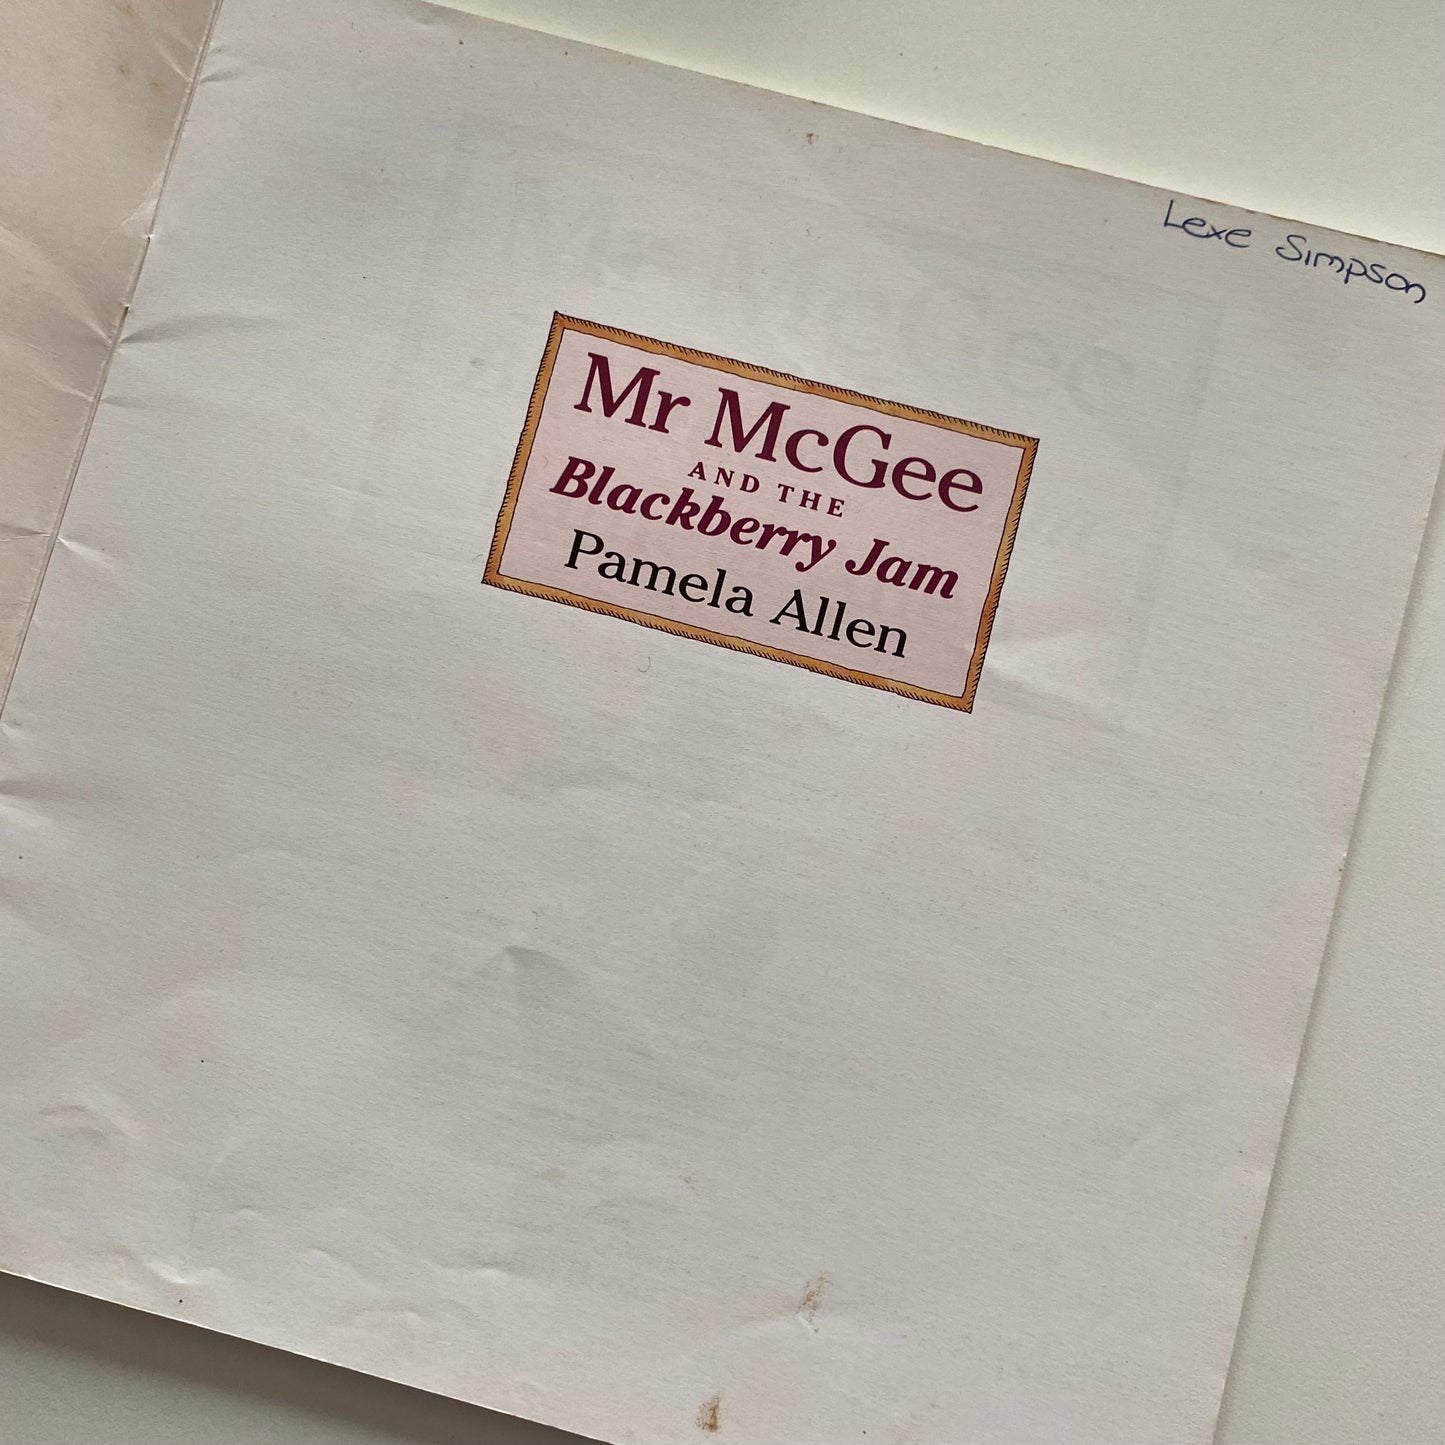 Lexe Simpson
Mr McGee
AND THE
Blackberry Jam
Pamela Allen